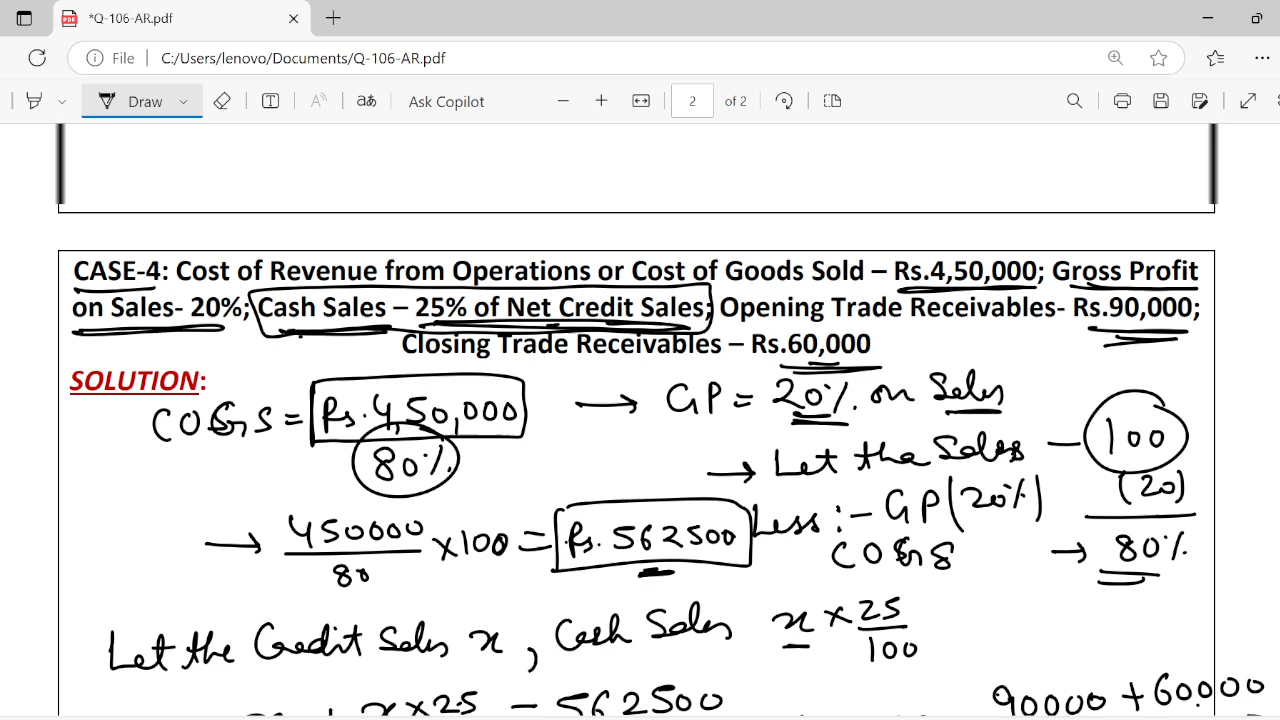 *Q-106-AR.pdf
File C:/Users/lenovo/Documents/Q-106-AR.pdf
Draw Ask Copilot 2 of 2
CASE-4: Cost of Revenue from Operations or Cost of Goods Sold – Rs.4,50,000; Gross Profit
on Sales- 20%; Cash Sales – 25% of Net Credit Sales; Opening Trade Receivables- Rs.90,000;
Closing Trade Receivables – Rs.60,000
SOLUTION:
COGS = Rs. 4,50,000 → GP = 20% on Sales
80%
→ Let the Sales – 100
Less :- GP (20%) (20)
→ 450000/80 × 100 = Rs. 562500
COGS → 80%
Let the Credit Sales x, Cash Sales x × 25/100
x × 25 = 562500
90000 + 60000